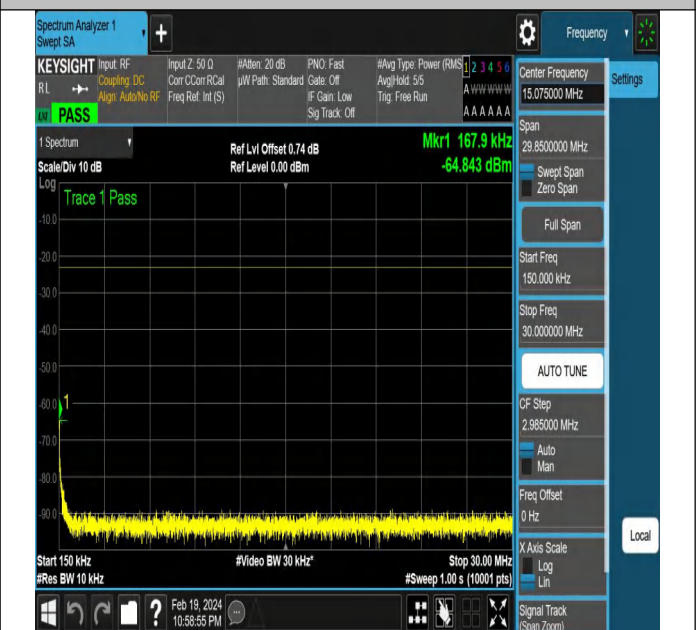 Spectrum Analyzer 1
Swept SA
Frequency
KEYSIGHT
RL
LXI
PASS
Input: RF
Coupling: DC
Align: Auto/No RF
Input Z: 50 Ω
Corr CCorr RCal
Freq Ref: Int (S)
#Atten: 20 dB
µW Path: Standard
PNO: Fast
Gate: Off
IF Gain: Low
Sig Track: Off
#Avg Type: Power (RMS
Avg|Hold: 5/5
Trig: Free Run
1 2 3 4 5 6
A W W W W W
A A A A A A
Center Frequency
15.075000 MHz
Settings
Span
29.8500000 MHz
Swept Span
Zero Span
Full Span
Start Freq
150.000 kHz
Stop Freq
30.000000 MHz
AUTO TUNE
CF Step
2.985000 MHz
Auto
Man
Freq Offset
0 Hz
X Axis Scale
Log
Lin
Signal Track
(Span Zoom)
Local
1 Spectrum
Scale/Div 10 dB
Ref Lvl Offset 0.74 dB
Ref Level 0.00 dBm
Mkr1 167.9 kHz
-64.843 dBm
Log
Trace 1 Pass
-10.0
-20.0
-30.0
-40.0
-50.0
-60.0
1
-70.0
-80.0
-90.0
Start 150 kHz
#Res BW 10 kHz
#Video BW 30 kHz*
Stop 30.00 MHz
#Sweep 1.00 s (10001 pts)
?
Feb 19, 2024
10:58:55 PM